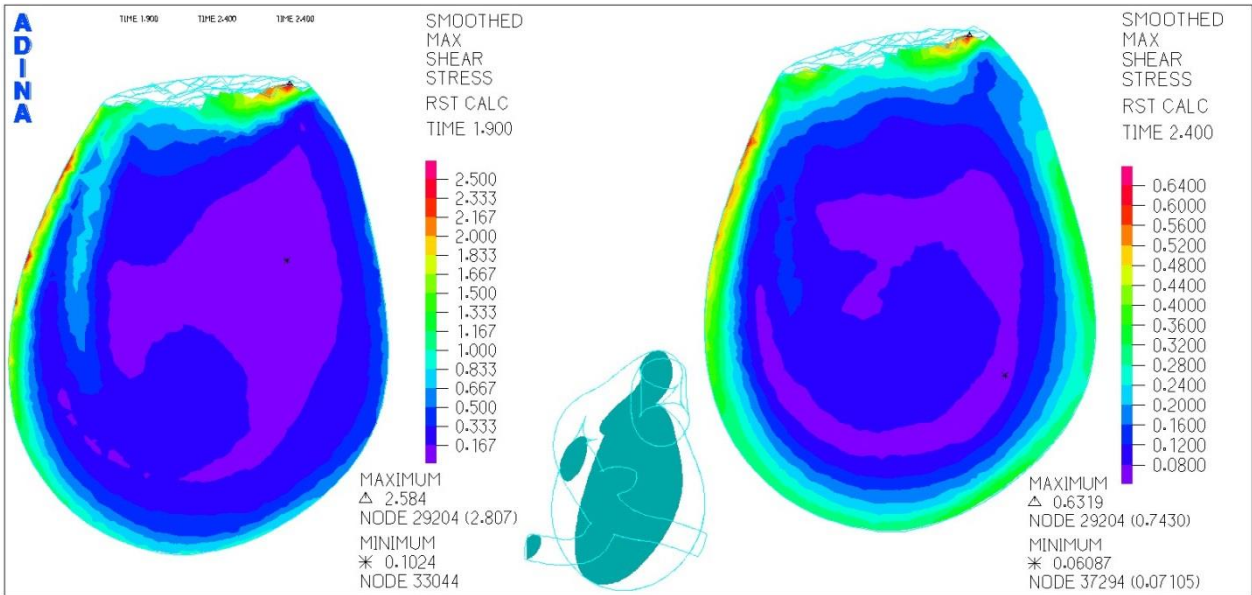 ADINA
TIME 1.900 TIME 2.400 TIME 2.400
SMOOTHED
MAX
SHEAR
STRESS
RST CALC
TIME 1.900
2.500
2.333
2.167
2.000
1.833
1.667
1.500
1.333
1.167
1.000
0.833
0.667
0.500
0.333
0.167
MAXIMUM
△ 2.584
NODE 29204 (2.807)
MINIMUM
* 0.1024
NODE 33044
SMOOTHED
MAX
SHEAR
STRESS
RST CALC
TIME 2.400
0.6400
0.6000
0.5600
0.5200
0.4800
0.4400
0.4000
0.3600
0.3200
0.2800
0.2400
0.2000
0.1600
0.1200
0.0800
MAXIMUM
△ 0.6319
NODE 29204 (0.7430)
MINIMUM
* 0.06087
NODE 37294 (0.07105)